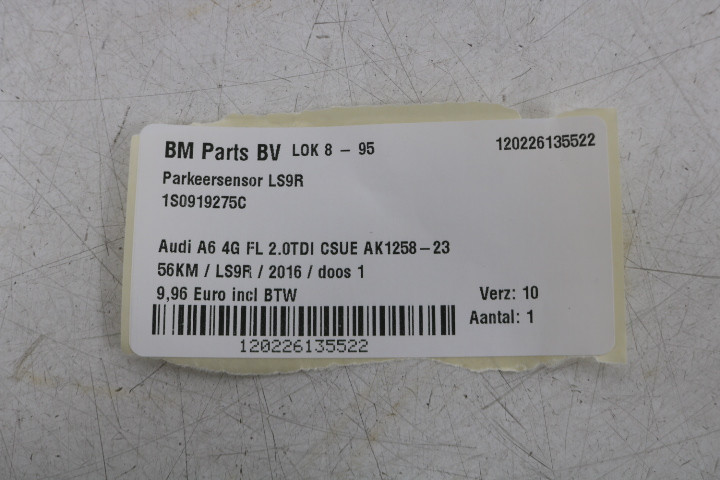 BM Parts BV LOK 8 - 95 120226135522
Parkeersensor LS9R
1S0919275C
Audi A6 4G FL 2.0TDI CSUE AK1258-23
56KM / LS9R / 2016 / doos 1
9,96 Euro incl BTW Verz: 10
Aantal: 1
120226135522